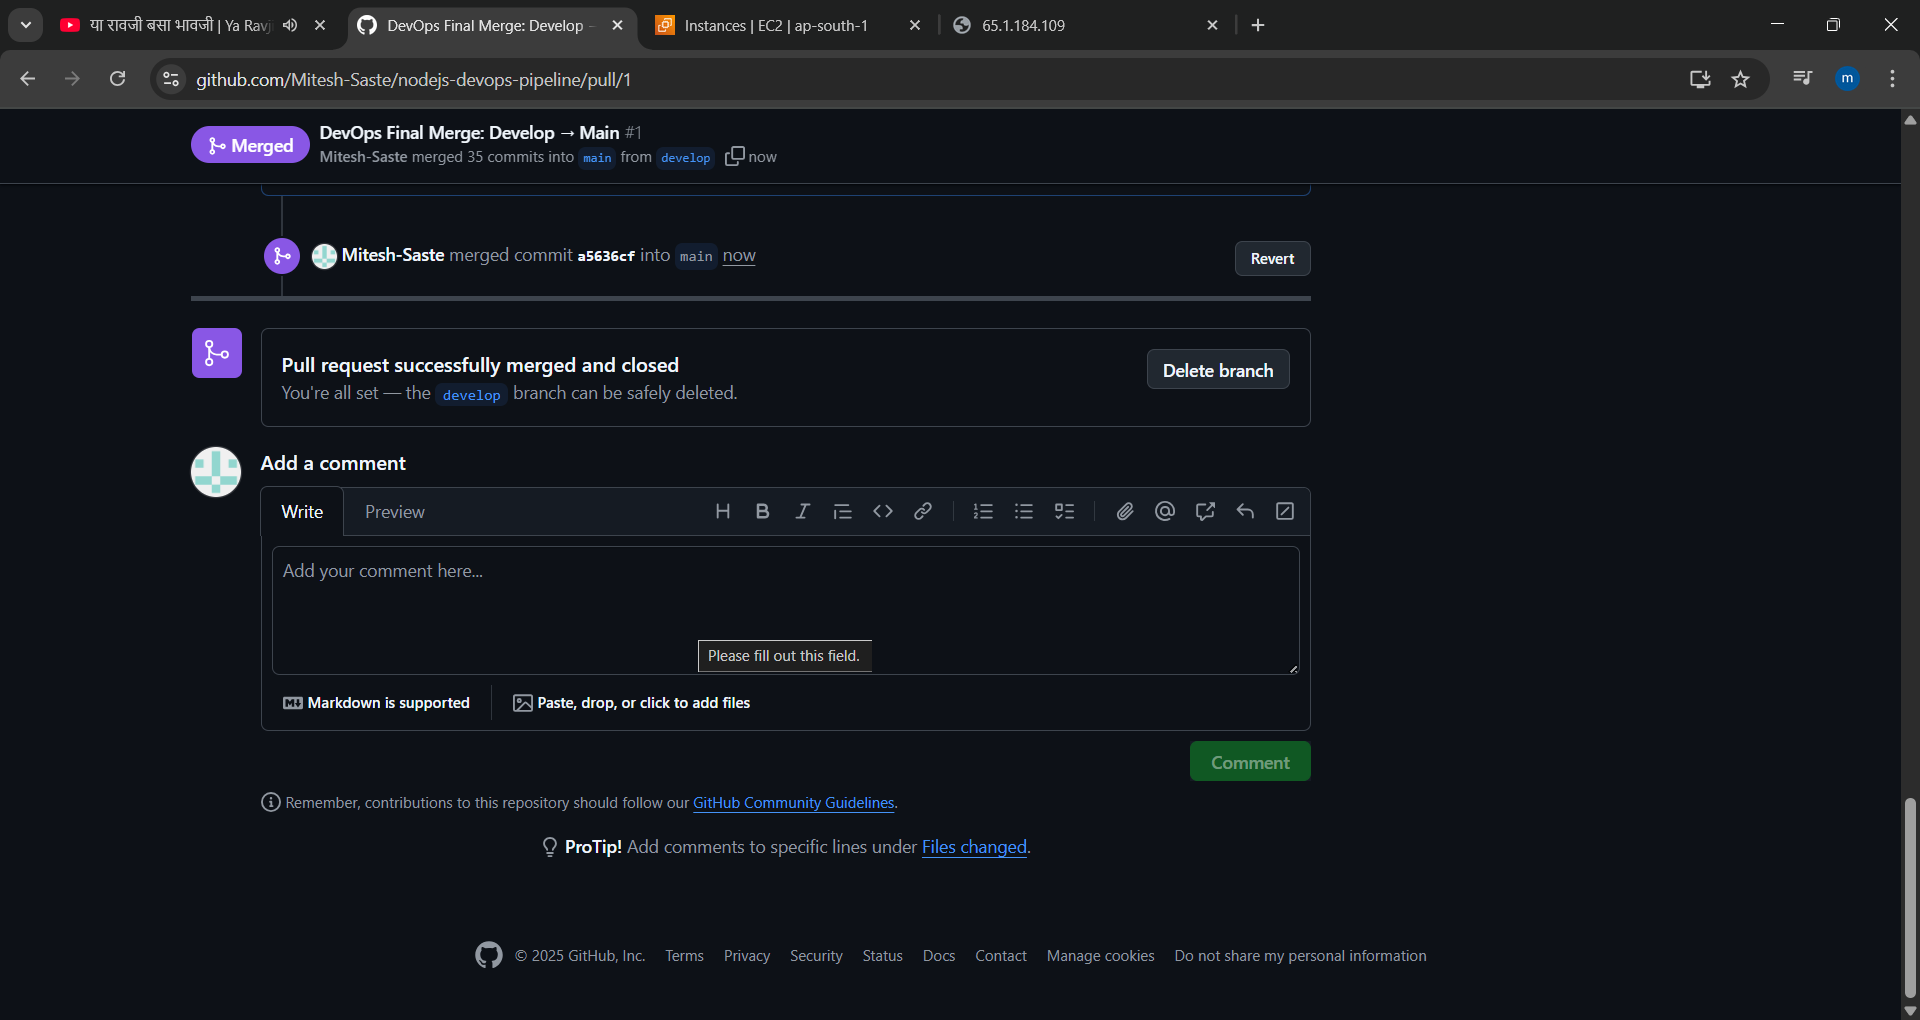 या रावजी बसा भावजी | Ya Ravji
DevOps Final Merge: Develop
Instances | EC2 | ap-south-1
65.1.184.109
github.com/Mitesh-Saste/nodejs-devops-pipeline/pull/1
m
Merged
DevOps Final Merge: Develop → Main #1
Mitesh-Saste merged 35 commits into main from develop now
Mitesh-Saste merged commit a5636cf into main now
Revert
Pull request successfully merged and closed
You're all set — the develop branch can be safely deleted.
Delete branch
Add a comment
Write
Preview
Add your comment here...
Please fill out this field.
Markdown is supported
Paste, drop, or click to add files
Comment
Remember, contributions to this repository should follow our GitHub Community Guidelines.
ProTip! Add comments to specific lines under Files changed.
© 2025 GitHub, Inc. Terms Privacy Security Status Docs Contact Manage cookies Do not share my personal information